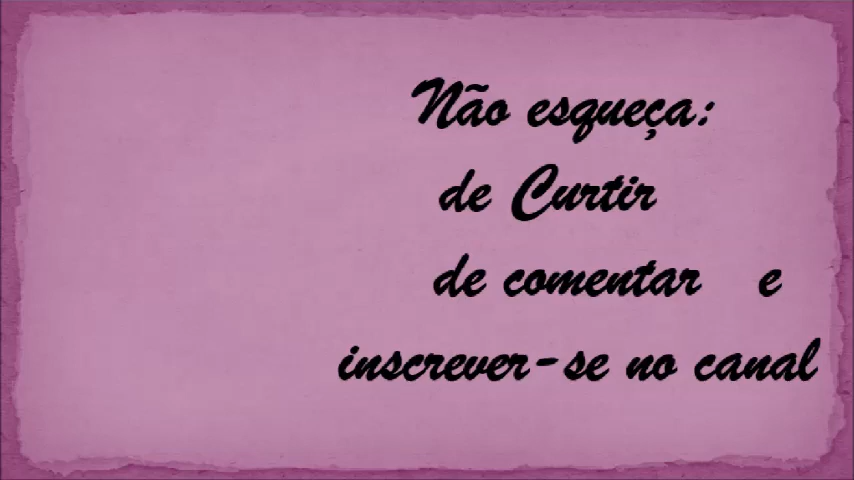 Não esqueça:
de Curtir
de comentar e
inscrever-se no canal